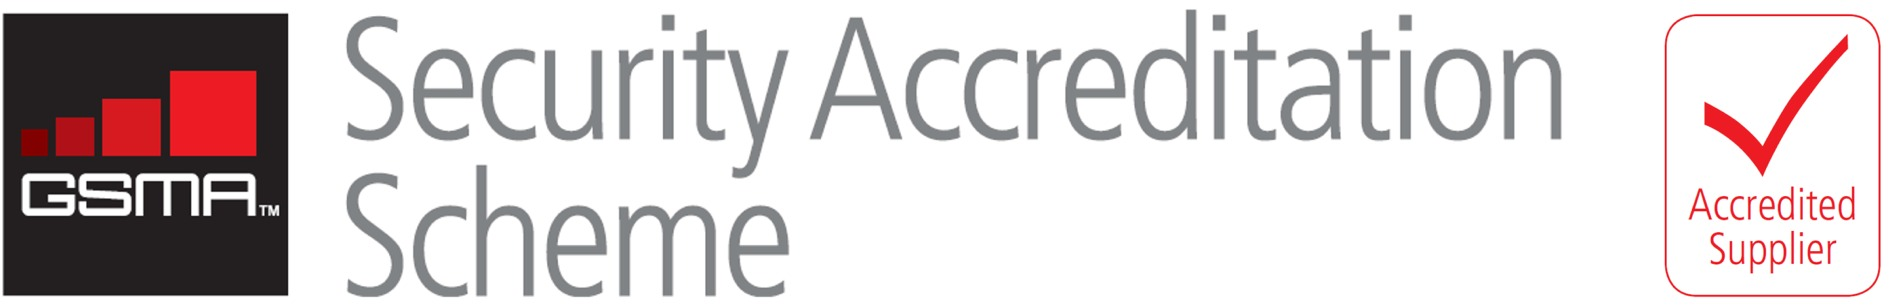 GSMA™
Security Accreditation
Scheme
Accredited
Supplier